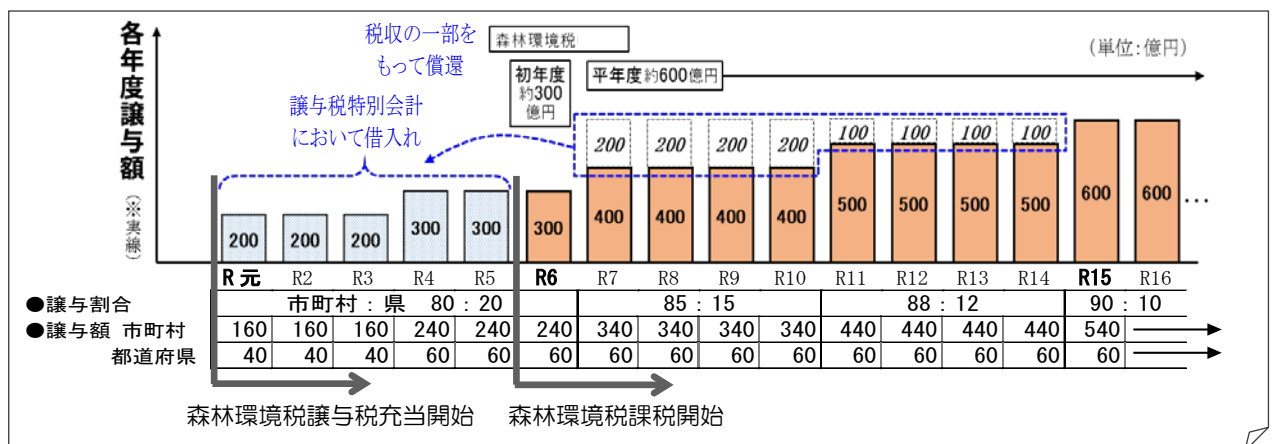 各年度譲与額
(※実線)
税収の一部を
もって償還
森林環境税
(単位:億円)
初年度
約300
億円
平年度約600億円
譲与税特別会計
において借入れ
200 200 200 200 100 100 100 100
200 200 200 300 300 300 400 400 400 400 500 500 500 500 600 600 …
R元 R2 R3 R4 R5 R6 R7 R8 R9 R10 R11 R12 R13 R14 R15 R16
●譲与割合 市町村:県 80:20 85:15 88:12 90:10
●譲与額 市町村 160 160 160 240 240 240 340 340 340 340 440 440 440 440 540
都道府県 40 40 40 60 60 60 60 60 60 60 60 60 60 60 60
森林環境税譲与税充当開始 森林環境税課税開始